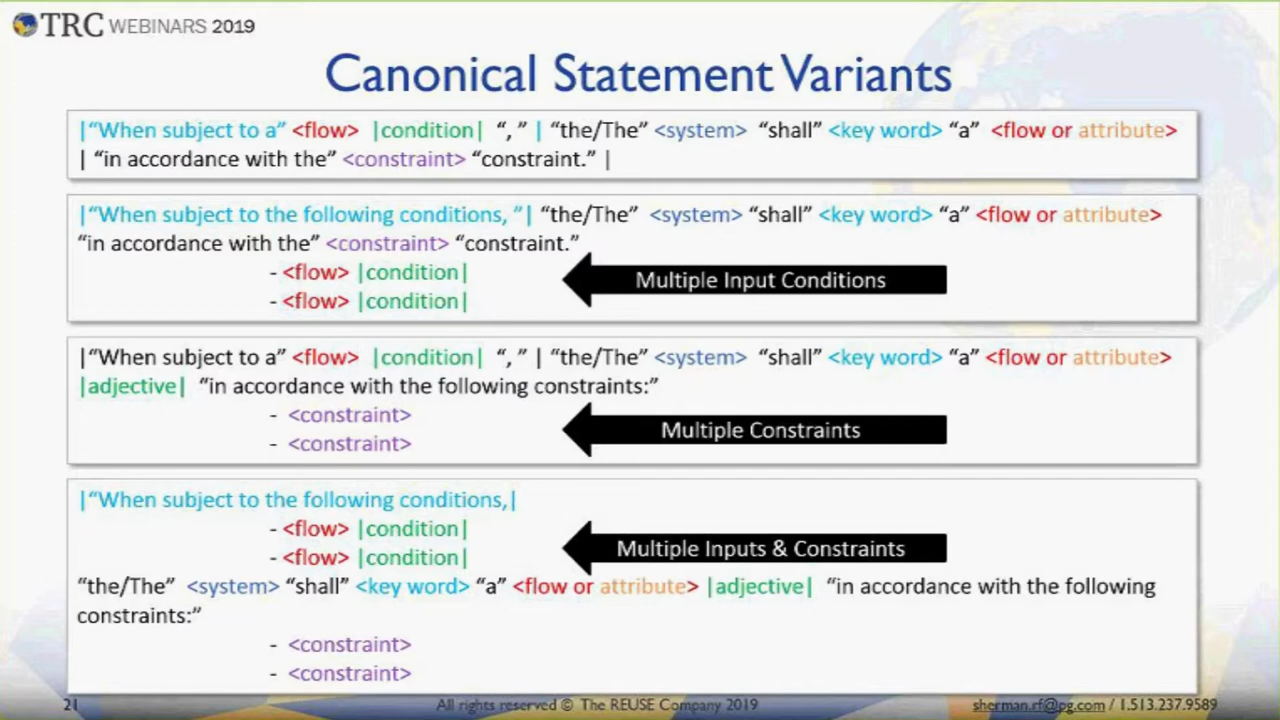 TRC WEBINARS 2019
Canonical Statement Variants
|“When subject to a” <flow> |condition| “, ” | “the/The” <system> “shall” <key word> “a” <flow or attribute>
| “in accordance with the” <constraint> “constraint.” |
|“When subject to the following conditions, ”| “the/The” <system> “shall” <key word> “a” <flow or attribute>
“in accordance with the” <constraint> “constraint.”
- <flow> |condition|
Multiple Input Conditions
- <flow> |condition|
|“When subject to a” <flow> |condition| “, ” | “the/The” <system> “shall” <key word> “a” <flow or attribute>
|adjective| “in accordance with the following constraints:”
- <constraint>
Multiple Constraints
- <constraint>
|“When subject to the following conditions,|
- <flow> |condition|
Multiple Inputs & Constraints
- <flow> |condition|
“the/The” <system> “shall” <key word> “a” <flow or attribute> |adjective| “in accordance with the following
constraints:”
- <constraint>
- <constraint>
21
All rights reserved © The REUSE Company 2019
sherman.rf@pg.com / 1.513.237.9589